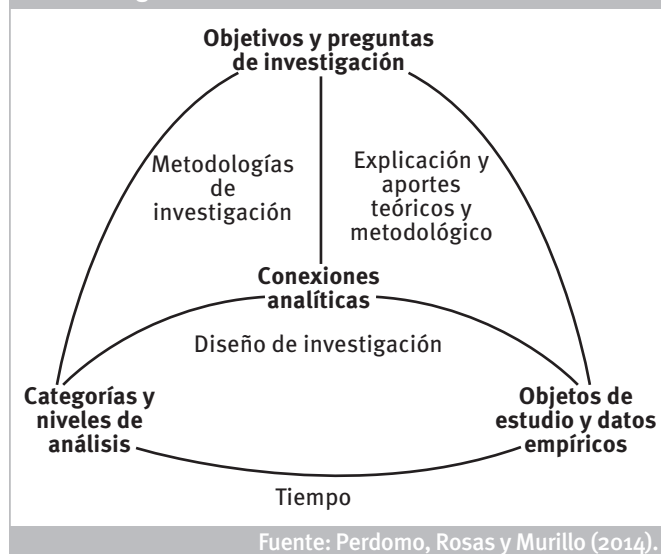 Objetivos y preguntas
de investigación
Metodologías
de
investigación
Explicación y
aportes
teóricos y
metodológico
Conexiones
analíticas
Diseño de investigación
Categorías y
niveles de
análisis
Objetos de
estudio y datos
empíricos
Tiempo
Fuente: Perdomo, Rosas y Murillo (2014).